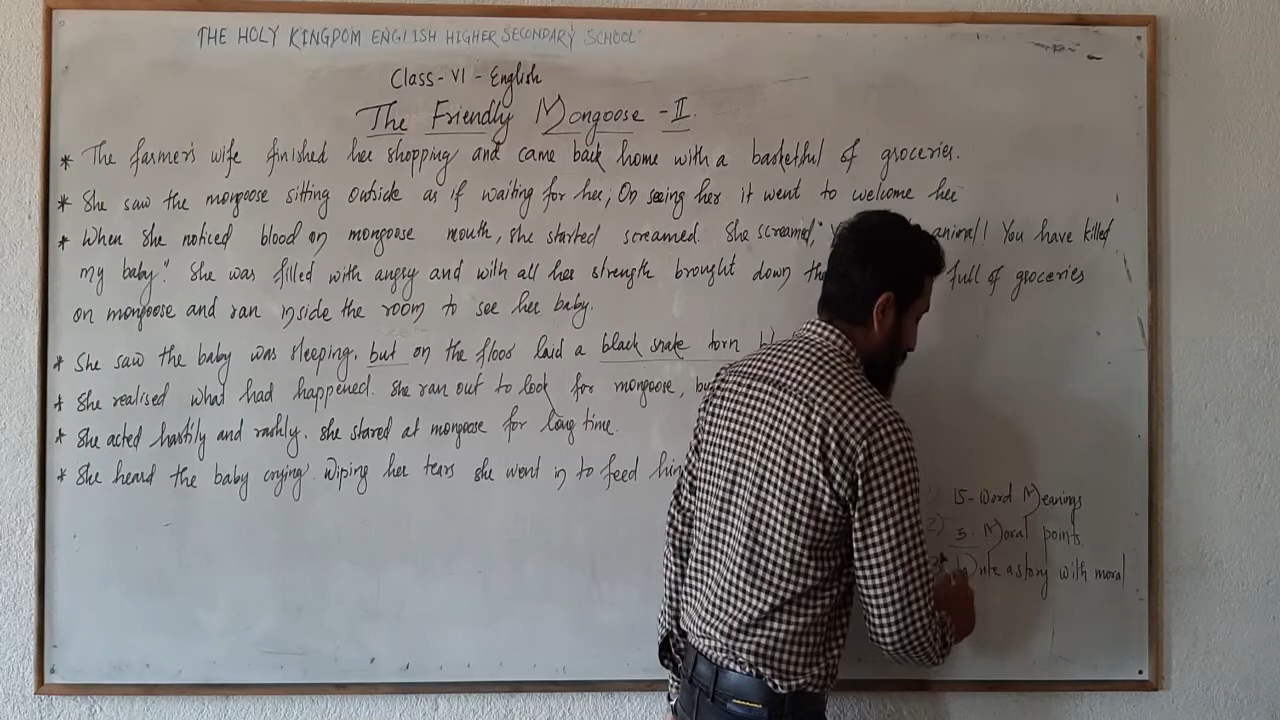 THE HOLY KINGDOM ENGLISH HIGHER SECONDARY SCHOOL
Class - VI - English
The Friendly Mongoose - II
* The farmer's wife finished her shopping and came back home with a basketful of groceries.
* She saw the mongoose sitting outside as if waiting for her; On seeing her it went to welcome her
* When she noticed blood on mongoose mouth, she started screamed. She screamed, " animal! You have killed
my baby". She was filled with angry and with all her strength brought down the full of groceries
on mongoose and ran inside the room to see her baby.
* She saw the baby was sleeping, but on the floor laid a black snake torn
* She realised what had happened. she ran out to look for mongoose,
* She acted hastily and rashly. she stared at mongoose for long time.
* She heard the baby crying. Wiping her tears she went in to feed him
1) 15 - Word Meanings
2) 3. Moral points.
Write a story with moral